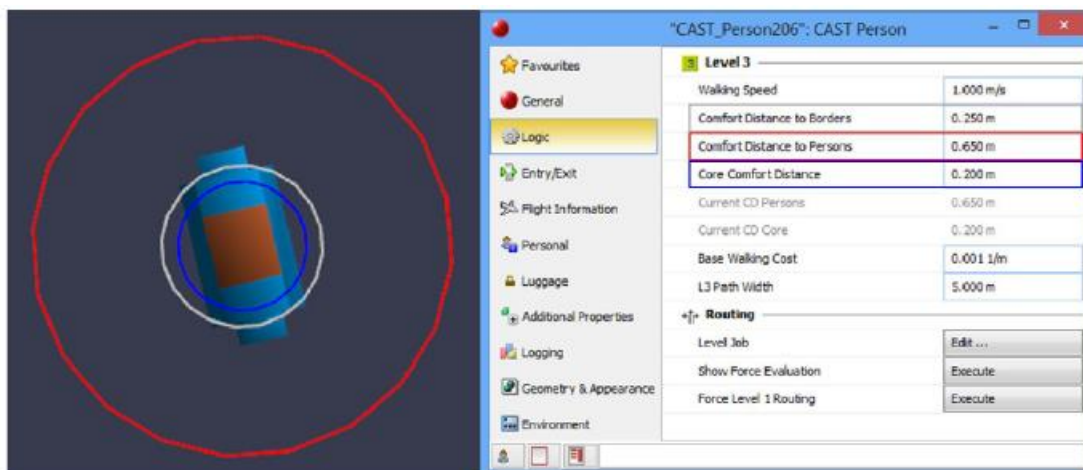 "CAST_Person206": CAST Person
Favourites
General
Logic
Entry/Exit
Flight Information
Personal
Luggage
Additional Properties
Logging
Geometry & Appearance
Environment
3 Level 3
Walking Speed 1.000 m/s
Comfort Distance to Borders 0.250 m
Comfort Distance to Persons 0.650 m
Core Comfort Distance 0.200 m
Current CD Persons 0.650 m
Current CD Core 0.200 m
Base Walking Cost 0.001 1/m
L3 Path Width 5.000 m
Routing
Level Job Edit ...
Show Force Evaluation Execute
Force Level 1 Routing Execute